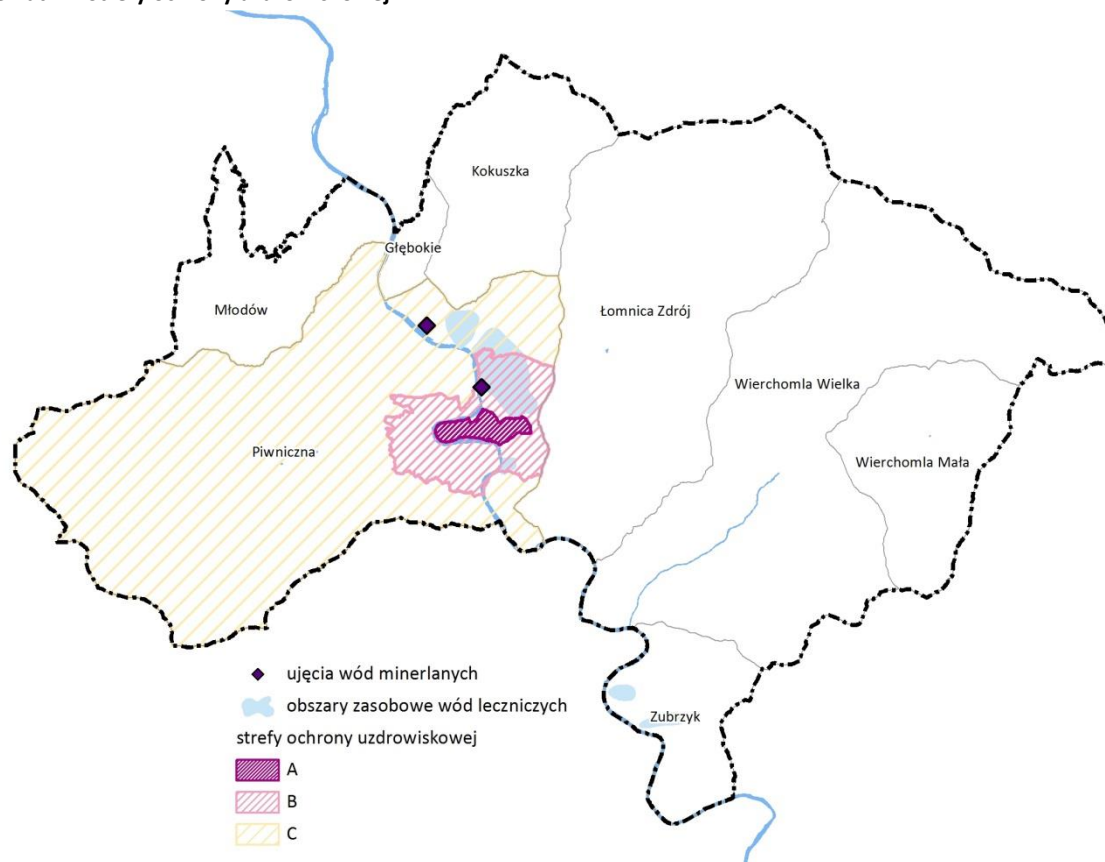 Kokuszka
Głębokie
Młodów
Łomnica Zdrój
Wierchomla Wielka
Piwniczna
Wierchomla Mała
Zubrzyk
ujęcia wód minerlanych
obszary zasobowe wód leczniczych
strefy ochrony uzdrowiskowej
A
B
C